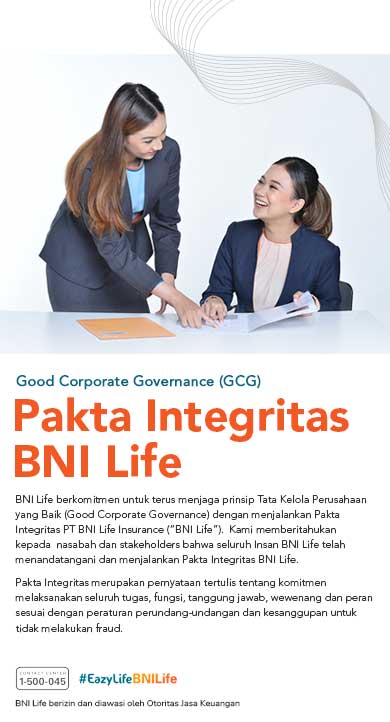 Good Corporate Governance (GCG)
Pakta Integritas
BNI Life
BNI Life berkomitmen untuk terus menjaga prinsip Tata Kelola Perusahaan
yang Baik (Good Corporate Governance) dengan menjalankan Pakta
Integritas PT BNI Life Insurance ("BNI Life"). Kami memberitahukan
kepada nasabah dan stakeholders bahwa seluruh Insan BNI Life telah
menandatangani dan menjalankan Pakta Integritas BNI Life.
Pakta Integritas merupakan pernyataan tertulis tentang komitmen
melaksanakan seluruh tugas, fungsi, tanggung jawab, wewenang dan peran
sesuai dengan peraturan perundang-undangan dan kesanggupan untuk
tidak melakukan fraud.
CONTACT CENTER
1-500-045
#EazyLifeBNILife
BNI Life berizin dan diawasi oleh Otoritas Jasa Keuangan